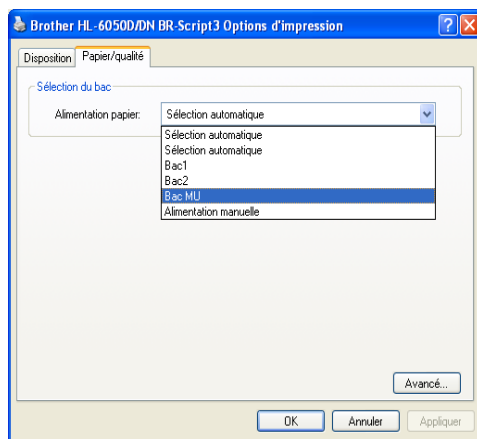 Brother HL-6050D/DN BR-Script3 Options d'impression
Disposition Papier/qualité
Sélection du bac
Alimentation papier: Sélection automatique
Sélection automatique
Sélection automatique
Bac1
Bac2
Bac MU
Alimentation manuelle
Avancé...
OK Annuler Appliquer